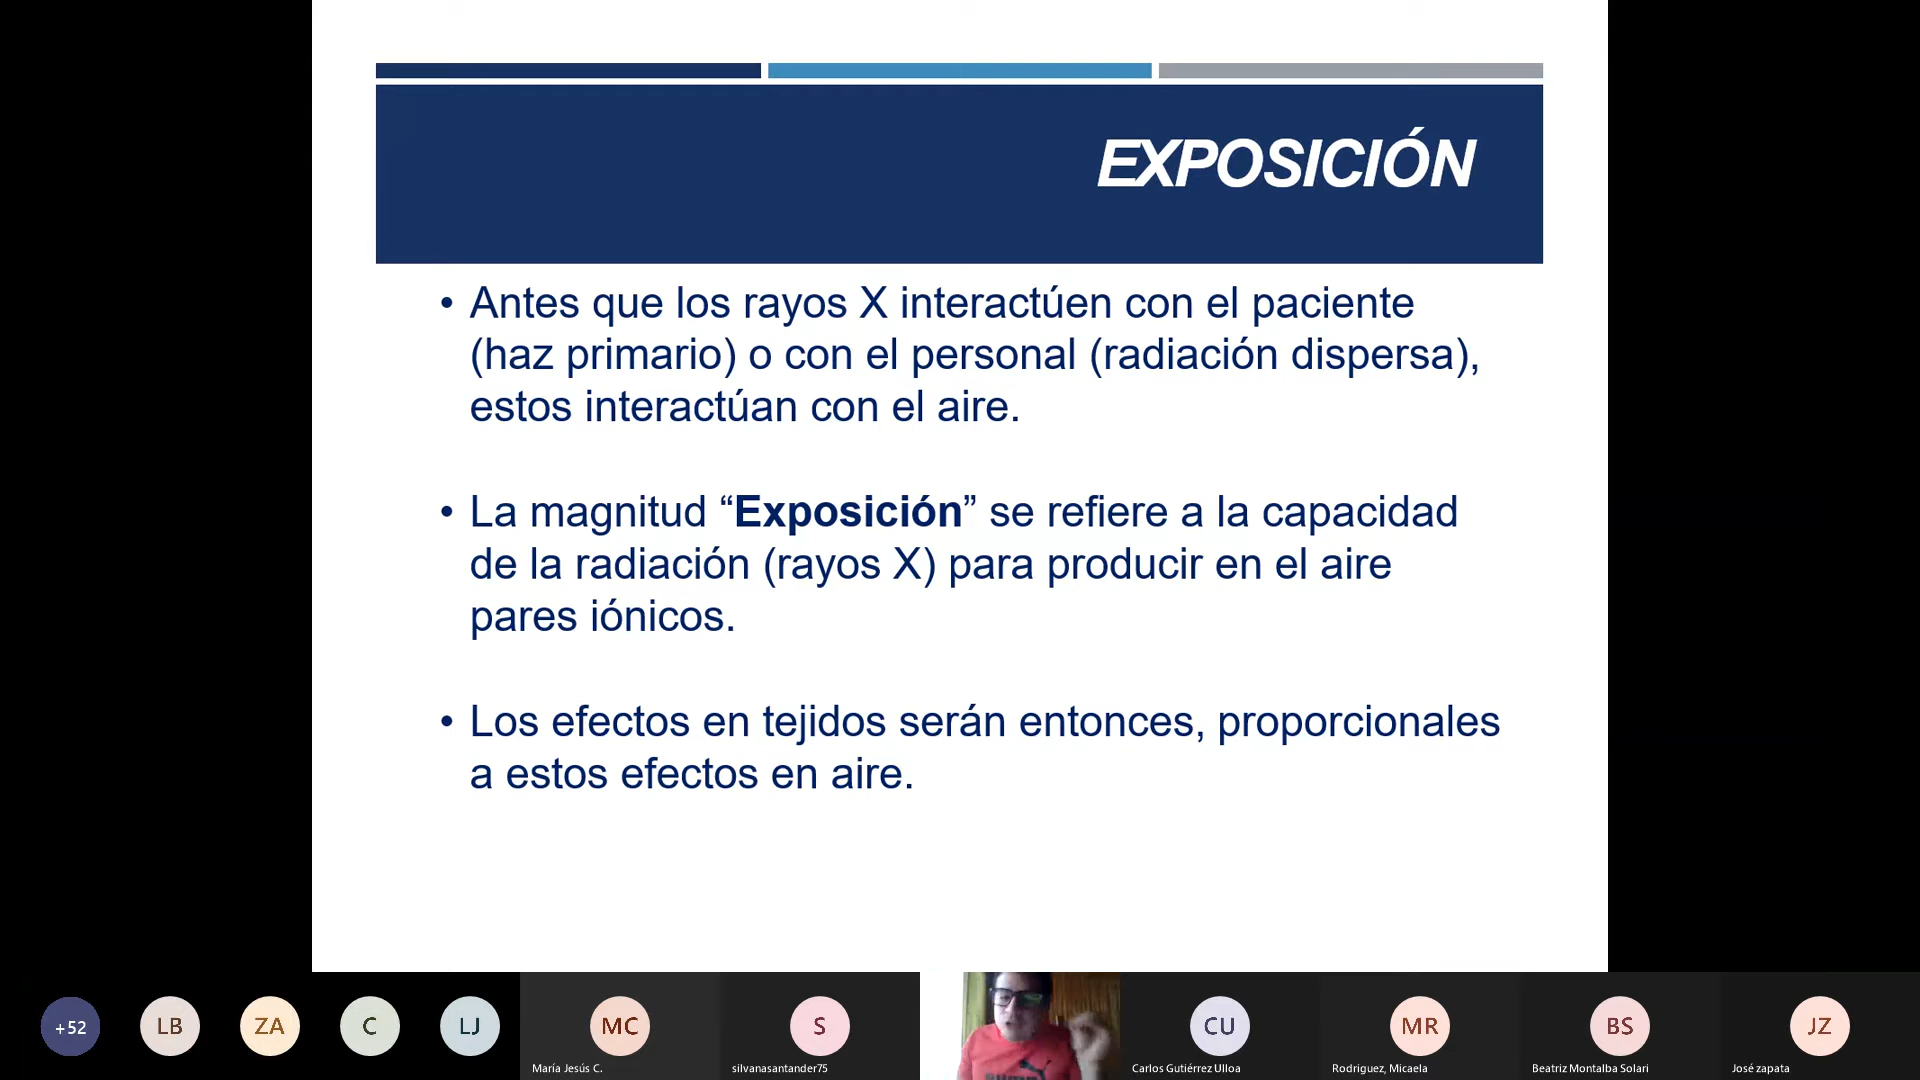 EXPOSICIÓN
• Antes que los rayos X interactúen con el paciente
(haz primario) o con el personal (radiación dispersa),
estos interactúan con el aire.
• La magnitud “Exposición” se refiere a la capacidad
de la radiación (rayos X) para producir en el aire
pares iónicos.
• Los efectos en tejidos serán entonces, proporcionales
a estos efectos en aire.
+52
LB
ZA
C
LJ
MC
María Jesús C.
S
silvanasantander75
CU
Carlos Gutiérrez Ulloa
MR
Rodriguez, Micaela
BS
Beatriz Montalba Solari
JZ
José zapata